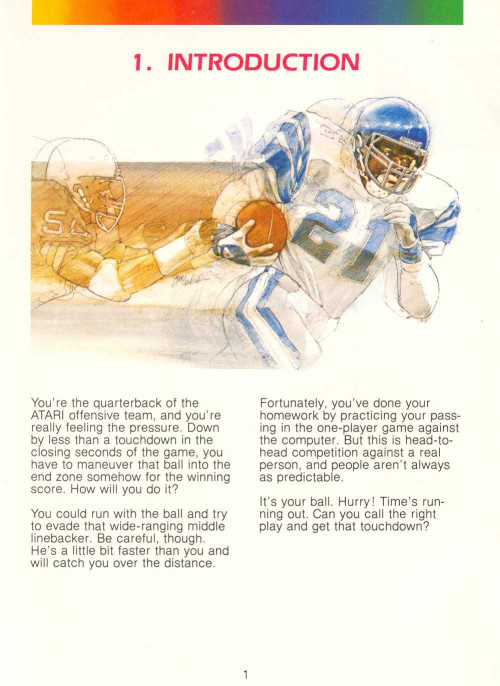 1. INTRODUCTION
21
You're the quarterback of the
ATARI offensive team, and you're
really feeling the pressure. Down
by less than a touchdown in the
closing seconds of the game, you
have to maneuver that ball into the
end zone somehow for the winning
score. How will you do it?
You could run with the ball and try
to evade that wide-ranging middle
linebacker. Be careful, though.
He's a little bit faster than you and
will catch you over the distance.
Fortunately, you've done your
homework by practicing your pass-
ing in the one-player game against
the computer. But this is head-to-
head competition against a real
person, and people aren't always
as predictable.
It's your ball. Hurry! Time's run-
ning out. Can you call the right
play and get that touchdown?
1